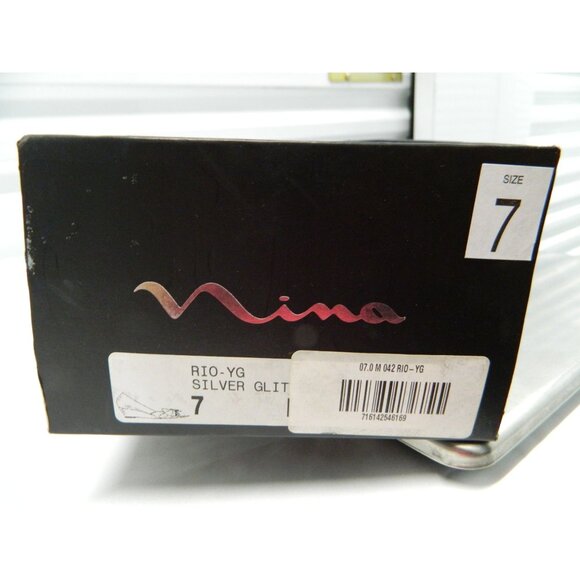 SIZE
7
Nina
RIO-YG
SILVER GLIT
7
07.0 M 042 RIO-YG
716142546169